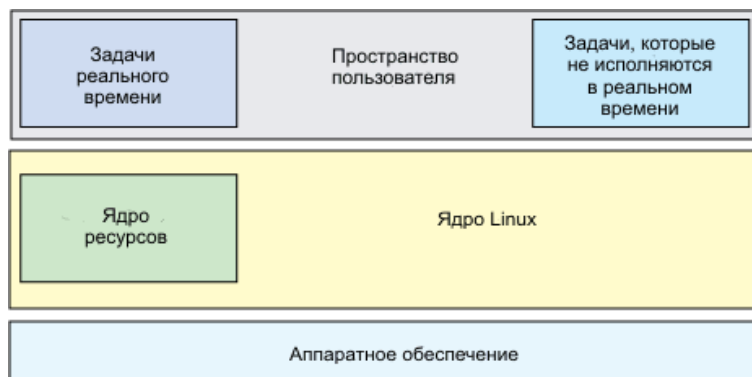 Задачи
реального
времени
Пространство
пользователя
Задачи, которые
не исполняются
в реальном
времени
Ядро
ресурсов
Ядро Linux
Аппаратное обеспечение